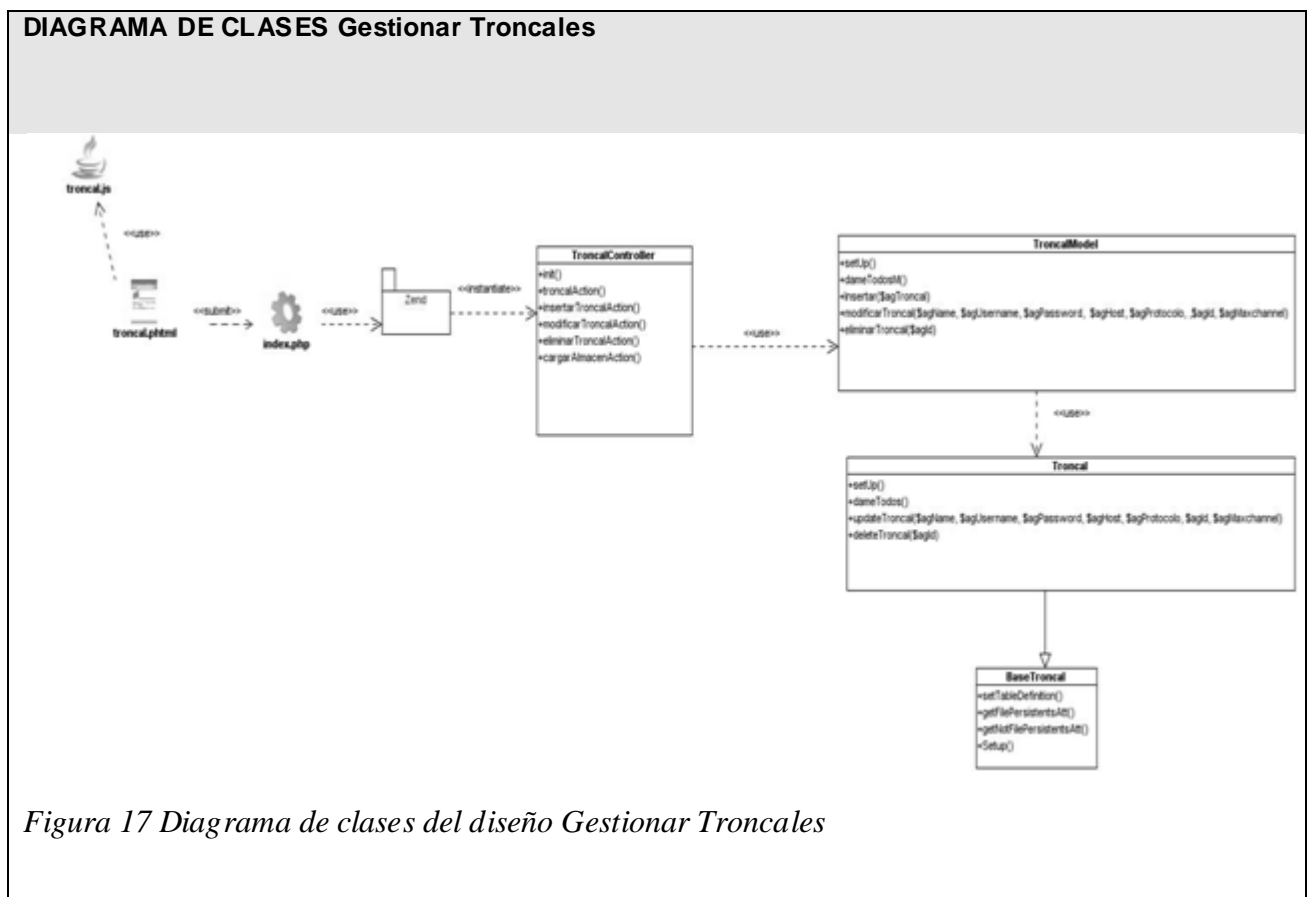 DIAGRAMA DE CLASES Gestionar Troncales
troncal.js
<<use>>
troncal.phtml
<<submit>>
index.php
<<use>>
Zend
<<instantiate>>
TroncalController
+init()
+troncalAction()
+insertarTroncalAction()
+modificarTroncalAction()
+eliminarTroncalAction()
+cargarAlmacenAction()
<<use>>
TroncalModel
+setUp()
+dameTodosM()
+insertar($agTroncal)
+modificarTroncal($agName, $agUsername, $agPassword, $agHost, $agProtocolo, ,$agId, $agMaxchannel)
+eliminarTroncal($agId)
<<use>>
Troncal
+setUp()
+dameTodos()
+updateTroncal($agName, $agUsername, $agPassword, $agHost, $agProtocolo, $agId, $agMaxchannel)
+deleteTroncal($agId)
BaseTroncal
+setTableDefinition()
+getFilePersistentsAtt()
+getNotFilePersistentsAtt()
+Setup()
Figura 17 Diagrama de clases del diseño Gestionar Troncales